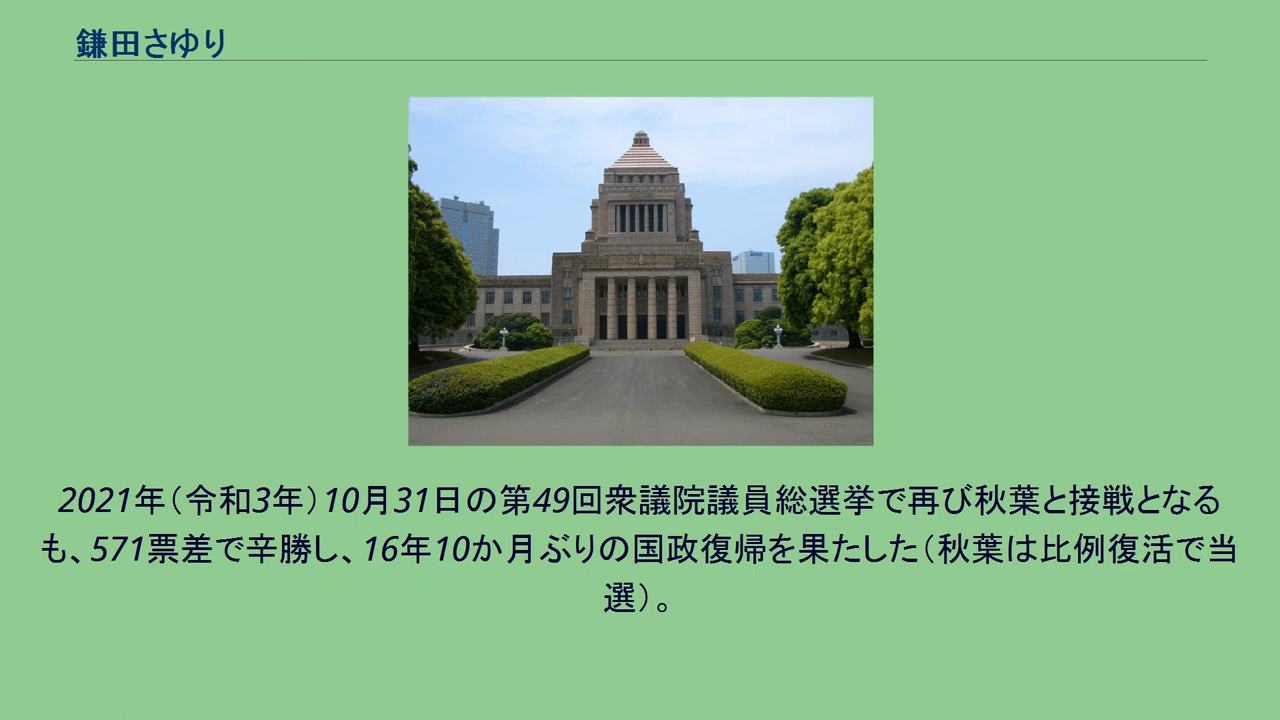 鎌田さゆり
2021年（令和3年）10月31日の第49回衆議院議員総選挙で再び秋葉と接戦となる
も、571票差で辛勝し、16年10か月ぶりの国政復帰を果たした（秋葉は比例復活で当
選）。